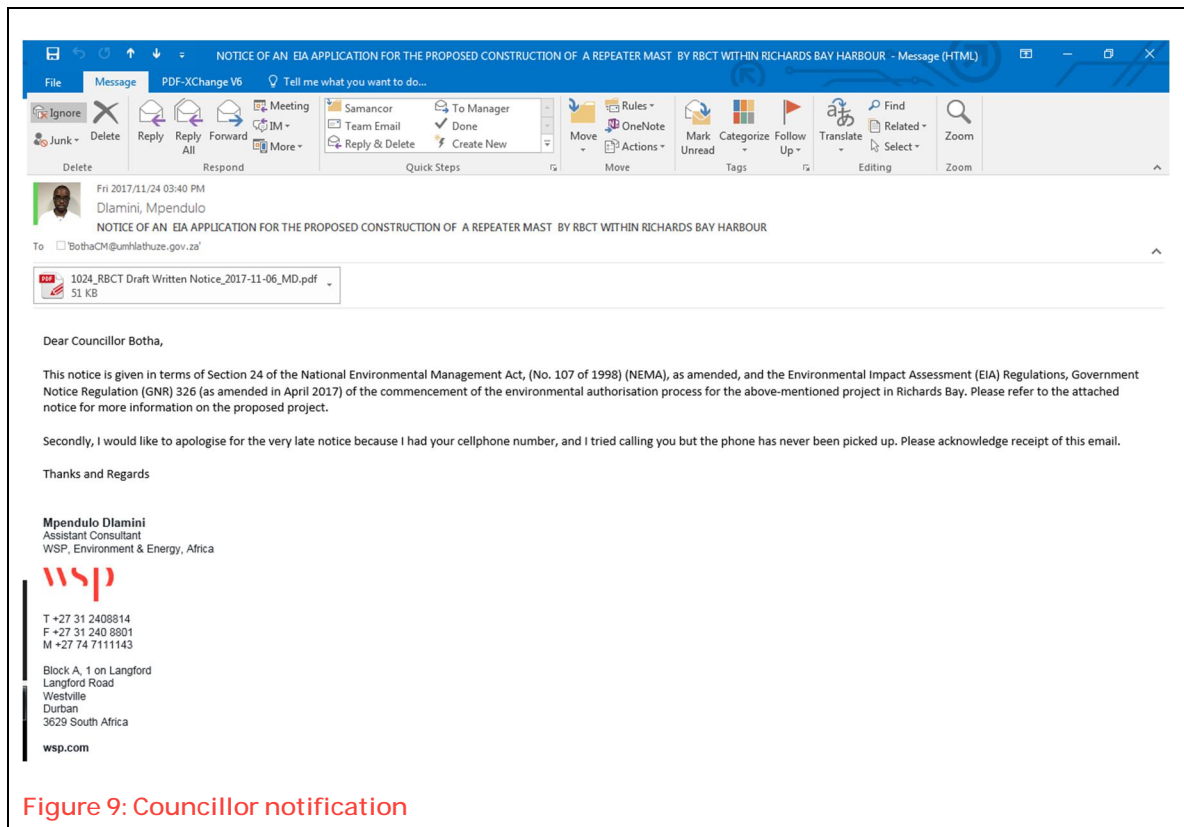 NOTICE OF AN EIA APPLICATION FOR THE PROPOSED CONSTRUCTION OF A REPEATER MAST BY RBCT WITHIN RICHARDS BAY HARBOUR - Message (HTML)
File Message PDF-XChange V6 Tell me what you want to do...
Ignore
Junk
Delete
Reply
Reply All
Forward
Meeting
IM
More
Samancor
Team Email
Reply & Delete
To Manager
Done
Create New
Move
Rules
OneNote
Actions
Mark Unread
Categorize
Follow Up
Translate
Find
Related
Select
Zoom
Delete Respond Quick Steps Move Tags Editing Zoom
Fri 2017/11/24 03:40 PM
Dlamini, Mpendulo
NOTICE OF AN EIA APPLICATION FOR THE PROPOSED CONSTRUCTION OF A REPEATER MAST BY RBCT WITHIN RICHARDS BAY HARBOUR
To 'BothaCM@umhlathuze.gov.za'
PDF
1024_RBCT Draft Written Notice_2017-11-06_MD.pdf
51 KB
Dear Councillor Botha,
This notice is given in terms of Section 24 of the National Environmental Management Act, (No. 107 of 1998) (NEMA), as amended, and the Environmental Impact Assessment (EIA) Regulations, Government
Notice Regulation (GNR) 326 (as amended in April 2017) of the commencement of the environmental authorisation process for the above-mentioned project in Richards Bay. Please refer to the attached
notice for more information on the proposed project.
Secondly, I would like to apologise for the very late notice because I had your cellphone number, and I tried calling you but the phone has never been picked up. Please acknowledge receipt of this email.
Thanks and Regards
Mpendulo Dlamini
Assistant Consultant
WSP, Environment & Energy, Africa
wsp
T +27 31 2408814
F +27 31 240 8801
M +27 74 7111143
Block A, 1 on Langford
Langford Road
Westville
Durban
3629 South Africa
wsp.com
Figure 9: Councillor notification